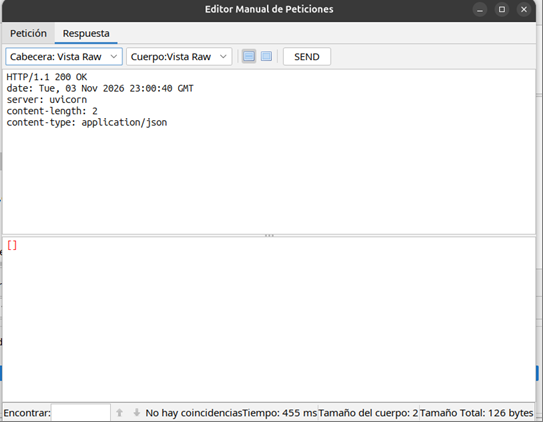 Editor Manual de Peticiones
Petición Respuesta
Cabecera: Vista Raw Cuerpo:Vista Raw SEND
HTTP/1.1 200 OK
date: Tue, 03 Nov 2026 23:00:40 GMT
server: uvicorn
content-length: 2
content-type: application/json
[]
Encontrar: No hay coincidencias Tiempo: 455 ms Tamaño del cuerpo: 2 Tamaño Total: 126 bytes